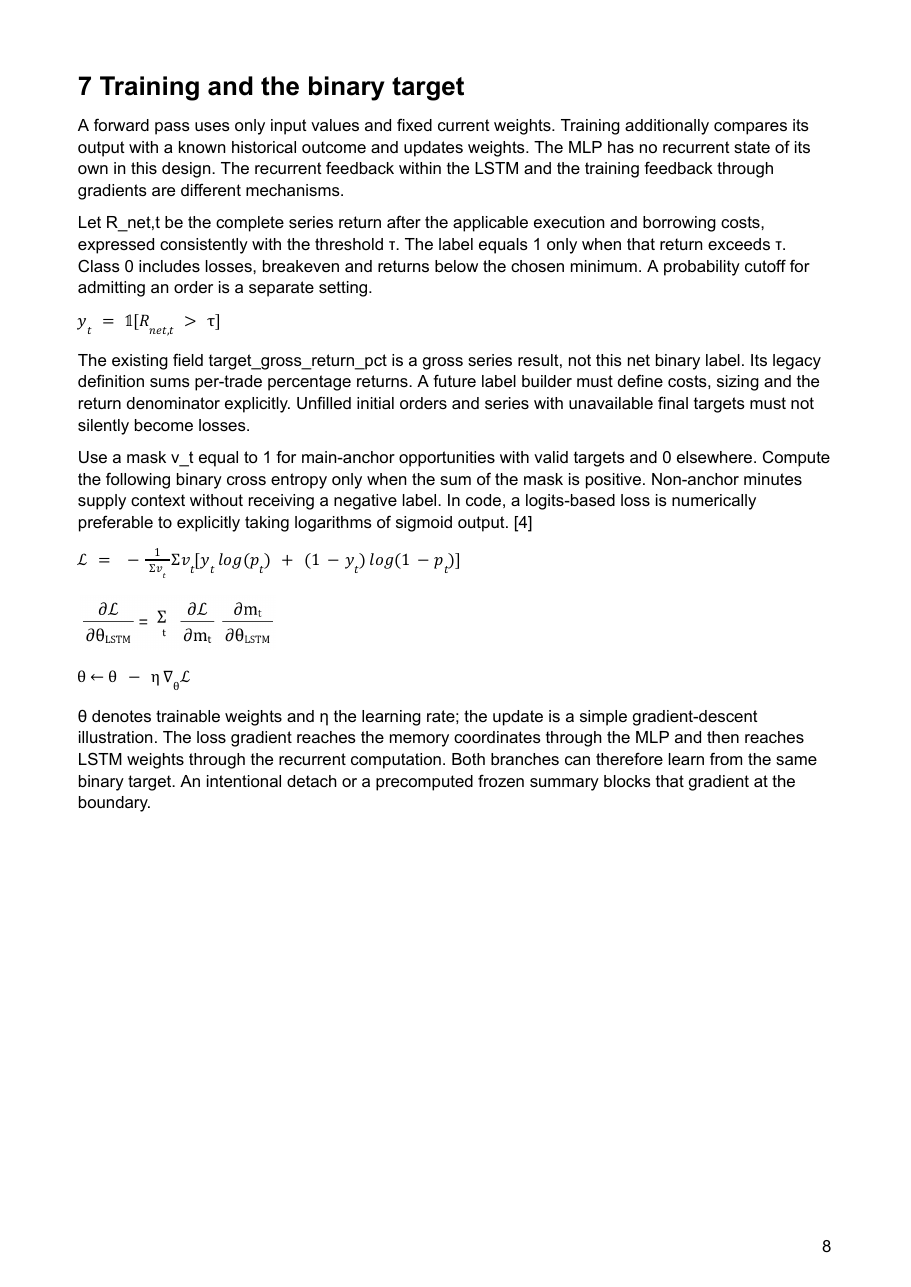 7 Training and the binary target
A forward pass uses only input values and fixed current weights. Training additionally compares its
output with a known historical outcome and updates weights. The MLP has no recurrent state of its
own in this design. The recurrent feedback within the LSTM and the training feedback through
gradients are different mechanisms.
Let R_net,t be the complete series return after the applicable execution and borrowing costs,
expressed consistently with the threshold τ. The label equals 1 only when that return exceeds τ.
Class 0 includes losses, breakeven and returns below the chosen minimum. A probability cutoff for
admitting an order is a separate setting.
y_t = 𝟙[R_net,t > τ]
The existing field target_gross_return_pct is a gross series result, not this net binary label. Its legacy
definition sums per-trade percentage returns. A future label builder must define costs, sizing and the
return denominator explicitly. Unfilled initial orders and series with unavailable final targets must not
silently become losses.
Use a mask v_t equal to 1 for main-anchor opportunities with valid targets and 0 elsewhere. Compute
the following binary cross entropy only when the sum of the mask is positive. Non-anchor minutes
supply context without receiving a negative label. In code, a logits-based loss is numerically
preferable to explicitly taking logarithms of sigmoid output. [4]
ℒ = − 1/Σv_t Σv_t[y_t log(p_t) + (1 − y_t) log(1 − p_t)]
∂ℒ/∂θ_LSTM = Σ_t ∂ℒ/∂m_t ∂m_t/∂θ_LSTM
θ ← θ − η ∇_θ ℒ
θ denotes trainable weights and η the learning rate; the update is a simple gradient-descent
illustration. The loss gradient reaches the memory coordinates through the MLP and then reaches
LSTM weights through the recurrent computation. Both branches can therefore learn from the same
binary target. An intentional detach or a precomputed frozen summary blocks that gradient at the
boundary.
8